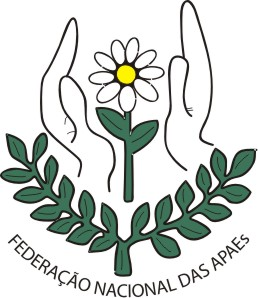 FEDERAÇÃO NACIONAL DAS APAEs